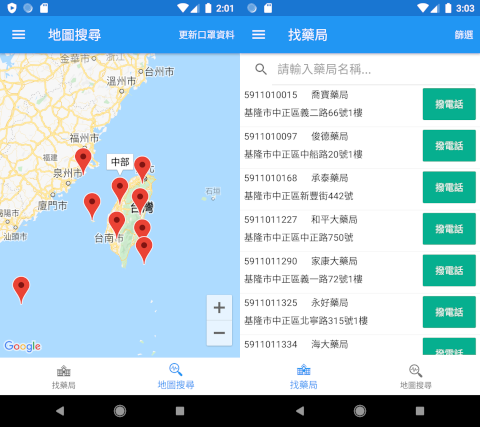 2:01
地圖搜尋
更新口罩資料
金華市
台州市
溫州市
福州市
福建
泉州市
廈門市
汕頭市
中部
台灣
台南市
石垣
+
−
Google
找藥局
地圖搜尋
3:03
找藥局
篩選
請輸入藥局名稱...
5911010015 喬寶藥局
基隆市中正區義二路66號1樓
撥電話
5911010097 俊德藥局
基隆市中正區中船路20號1樓
撥電話
5911010168 承泰藥局
基隆市中正區新豐街442號
撥電話
5911011227 和平大藥局
基隆市中正區中正路750號
撥電話
5911011290 家康大藥局
基隆市中正區義一路72號1樓
撥電話
5911011325 永好藥局
基隆市中正區北寧路315號1樓
撥電話
5911011334 海大藥局
撥電話
找藥局
地圖搜尋